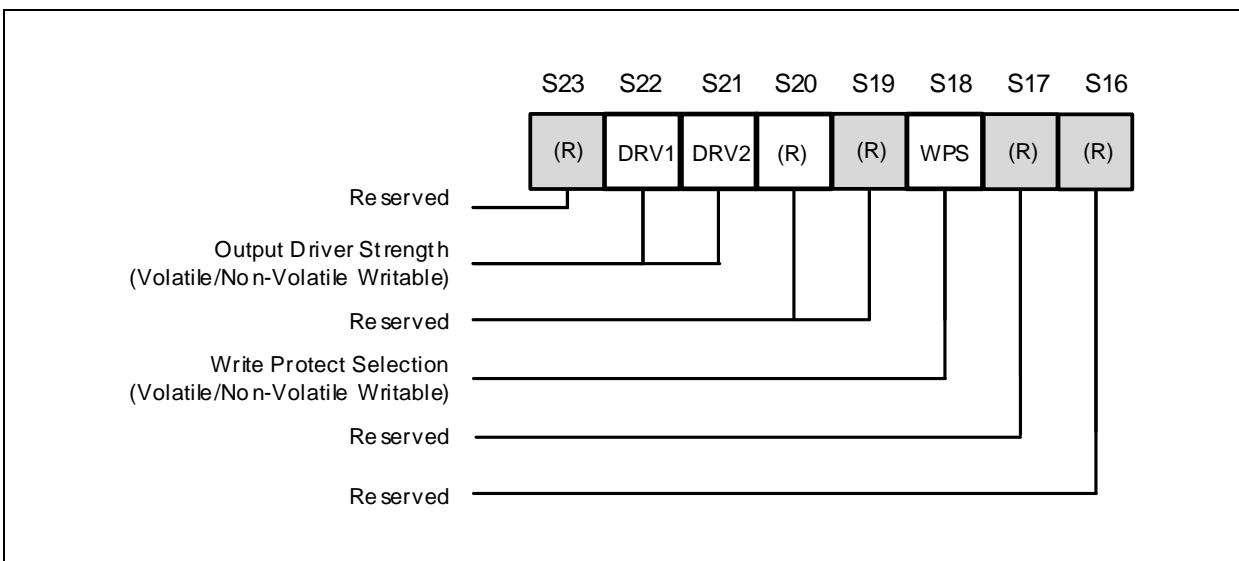 S23 S22 S21 S20 S19 S18 S17 S16
(R) DRV1 DRV2 (R) (R) WPS (R) (R)
Reserved
Output Driver Strength
(Volatile/Non-Volatile Writable)
Reserved
Write Protect Selection
(Volatile/Non-Volatile Writable)
Reserved
Reserved